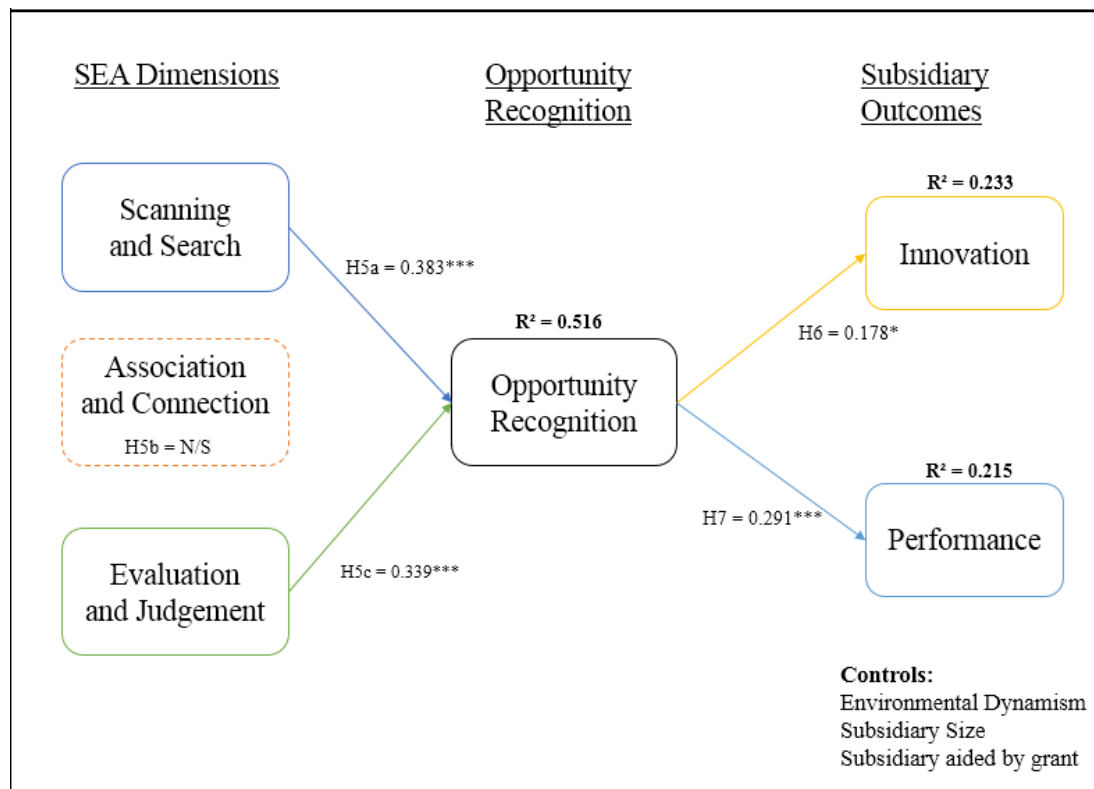 SEA Dimensions
Opportunity
Recognition
Subsidiary
Outcomes
Scanning
and Search
H5a = 0.383***
Association
and Connection
H5b = N/S
Evaluation
and Judgement
H5c = 0.339***
R² = 0.516
Opportunity
Recognition
R² = 0.233
Innovation
H6 = 0.178*
R² = 0.215
Performance
H7 = 0.291***
Controls:
Environmental Dynamism
Subsidiary Size
Subsidiary aided by grant